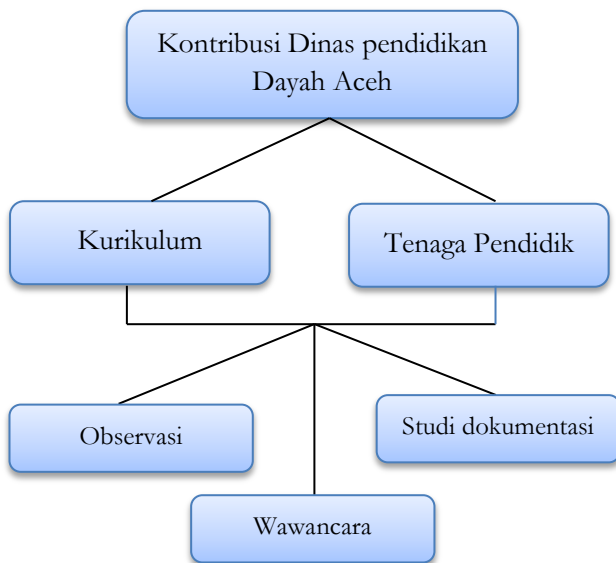 Kontribusi Dinas pendidikan
Dayah Aceh
Kurikulum
Tenaga Pendidik
Observasi
Studi dokumentasi
Wawancara